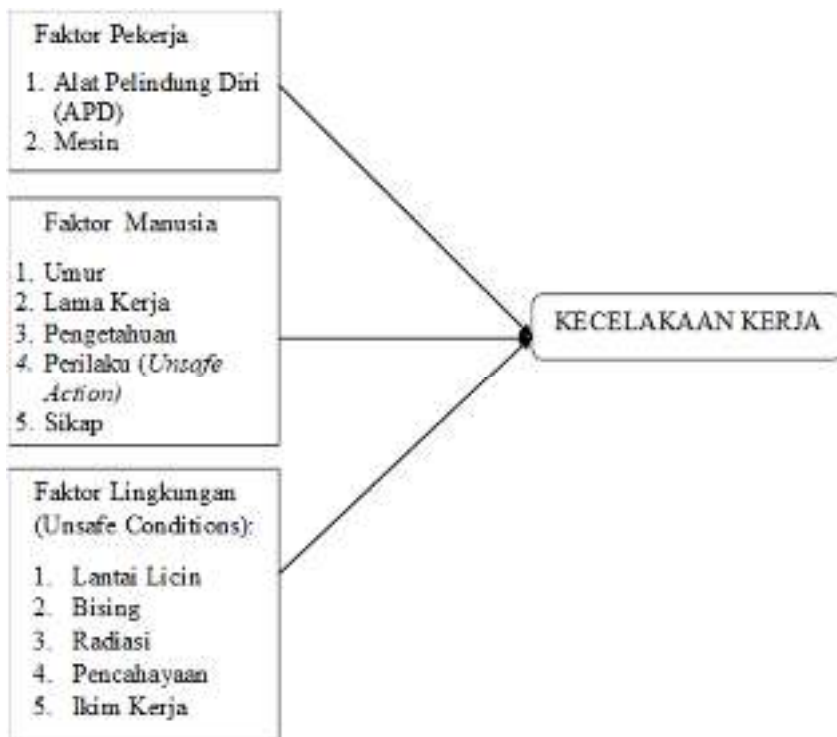 Faktor Pekerja
1. Alat Pelindung Diri
(APD)
2. Mesin
Faktor Manusia
1. Umur
2. Lama Kerja
3. Pengetahuan
4. Perilaku (Unsafe
Action)
5. Sikap
Faktor Lingkungan
(Unsafe Conditions):
1. Lantai Licin
2. Bising
3. Radiasi
4. Pencahayaan
5. Ikim Kerja
KECELAKAAN KERJA